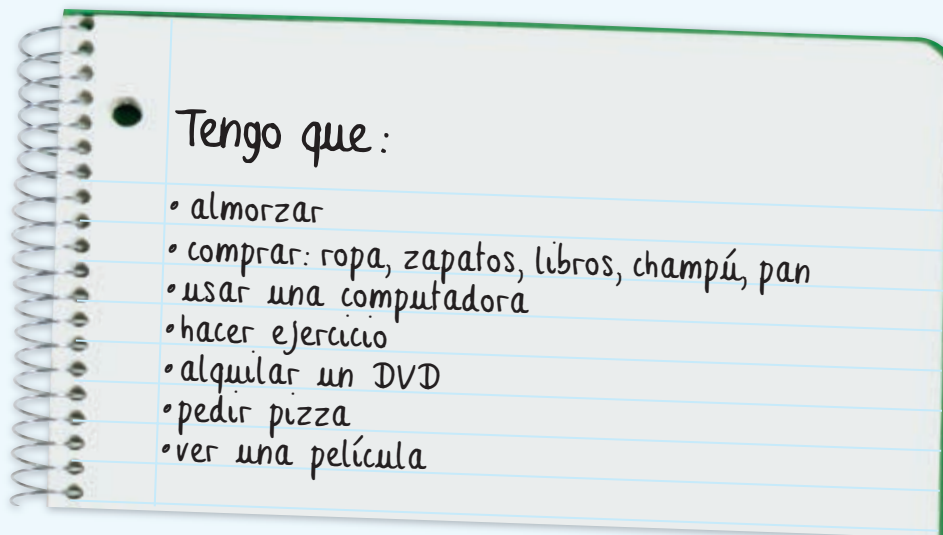 Tengo que:
• almorzar
• comprar: ropa, zapatos, libros, champú, pan
• usar una computadora
• hacer ejercicio
• alquilar un DVD
• pedir pizza
• ver una película